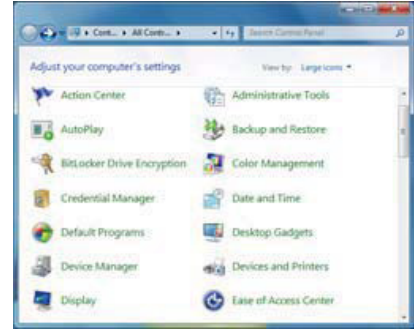 Cont... All Contr...
Search Control Panel
Adjust your computer's settings
View by: Large icons
Action Center
Administrative Tools
AutoPlay
Backup and Restore
BitLocker Drive Encryption
Color Management
Credential Manager
Date and Time
Default Programs
Desktop Gadgets
Device Manager
Devices and Printers
Display
Ease of Access Center